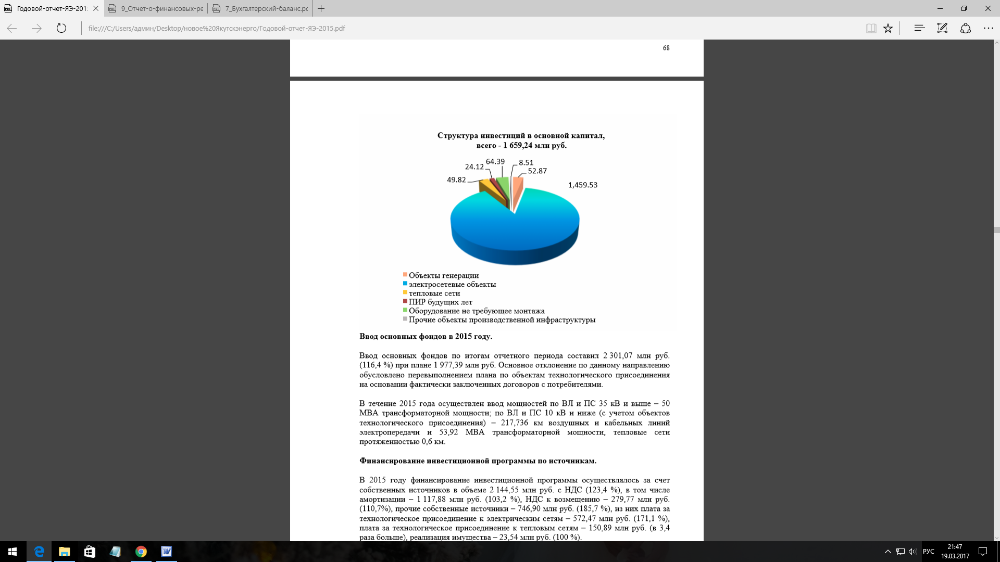 Годовой-отчет-ЯЭ-201
9_Отчет-о-финансовых-ре
7_Бухгалтерский-баланс.pd
file:///C:/Users/админ/Desktop/новое%20Якутскэнерго/Годовой-отчет-ЯЭ-2015.pdf
68
Структура инвестиций в основной капитал,
всего - 1 659,24 млн руб.
64.39
8.51
24.12
52.87
49.82
1,459.53
Объекты генерации
электросетевые объекты
тепловые сети
ПИР будущих лет
Оборудование не требующее монтажа
Прочие объекты производственной инфраструктуры
Ввод основных фондов в 2015 году.
Ввод основных фондов по итогам отчетного периода составил 2 301,07 млн руб.
(116,4 %) при плане 1 977,39 млн руб. Основное отклонение по данному направлению
обусловлено перевыполнением плана по объектам технологического присоединения
на основании фактически заключенных договоров с потребителями.
В течение 2015 года осуществлен ввод мощностей по ВЛ и ПС 35 кВ и выше – 50
МВА трансформаторной мощности; по ВЛ и ПС 10 кВ и ниже (с учетом объектов
технологического присоединения) – 217,736 км воздушных и кабельных линий
электропередачи и 53,92 МВА трансформаторной мощности, тепловые сети
протяженностью 0,6 км.
Финансирование инвестиционной программы по источникам.
В 2015 году финансирование инвестиционной программы осуществлялось за счет
собственных источников в объеме 2 144,55 млн руб. с НДС (123,4 %), в том числе
амортизации – 1 117,88 млн руб. (103,2 %), НДС к возмещению – 279,77 млн руб.
(110,7%), прочие собственные источники – 746,90 млн руб. (185,7 %), из них плата за
технологическое присоединение к электрическим сетям – 572,47 млн руб. (171,1 %),
плата за технологическое присоединение к тепловым сетям – 150,89 млн руб. (в 3,4
раза больше), реализация имущества – 23,54 млн руб. (100 %).
РУС
21:47
19.03.2017